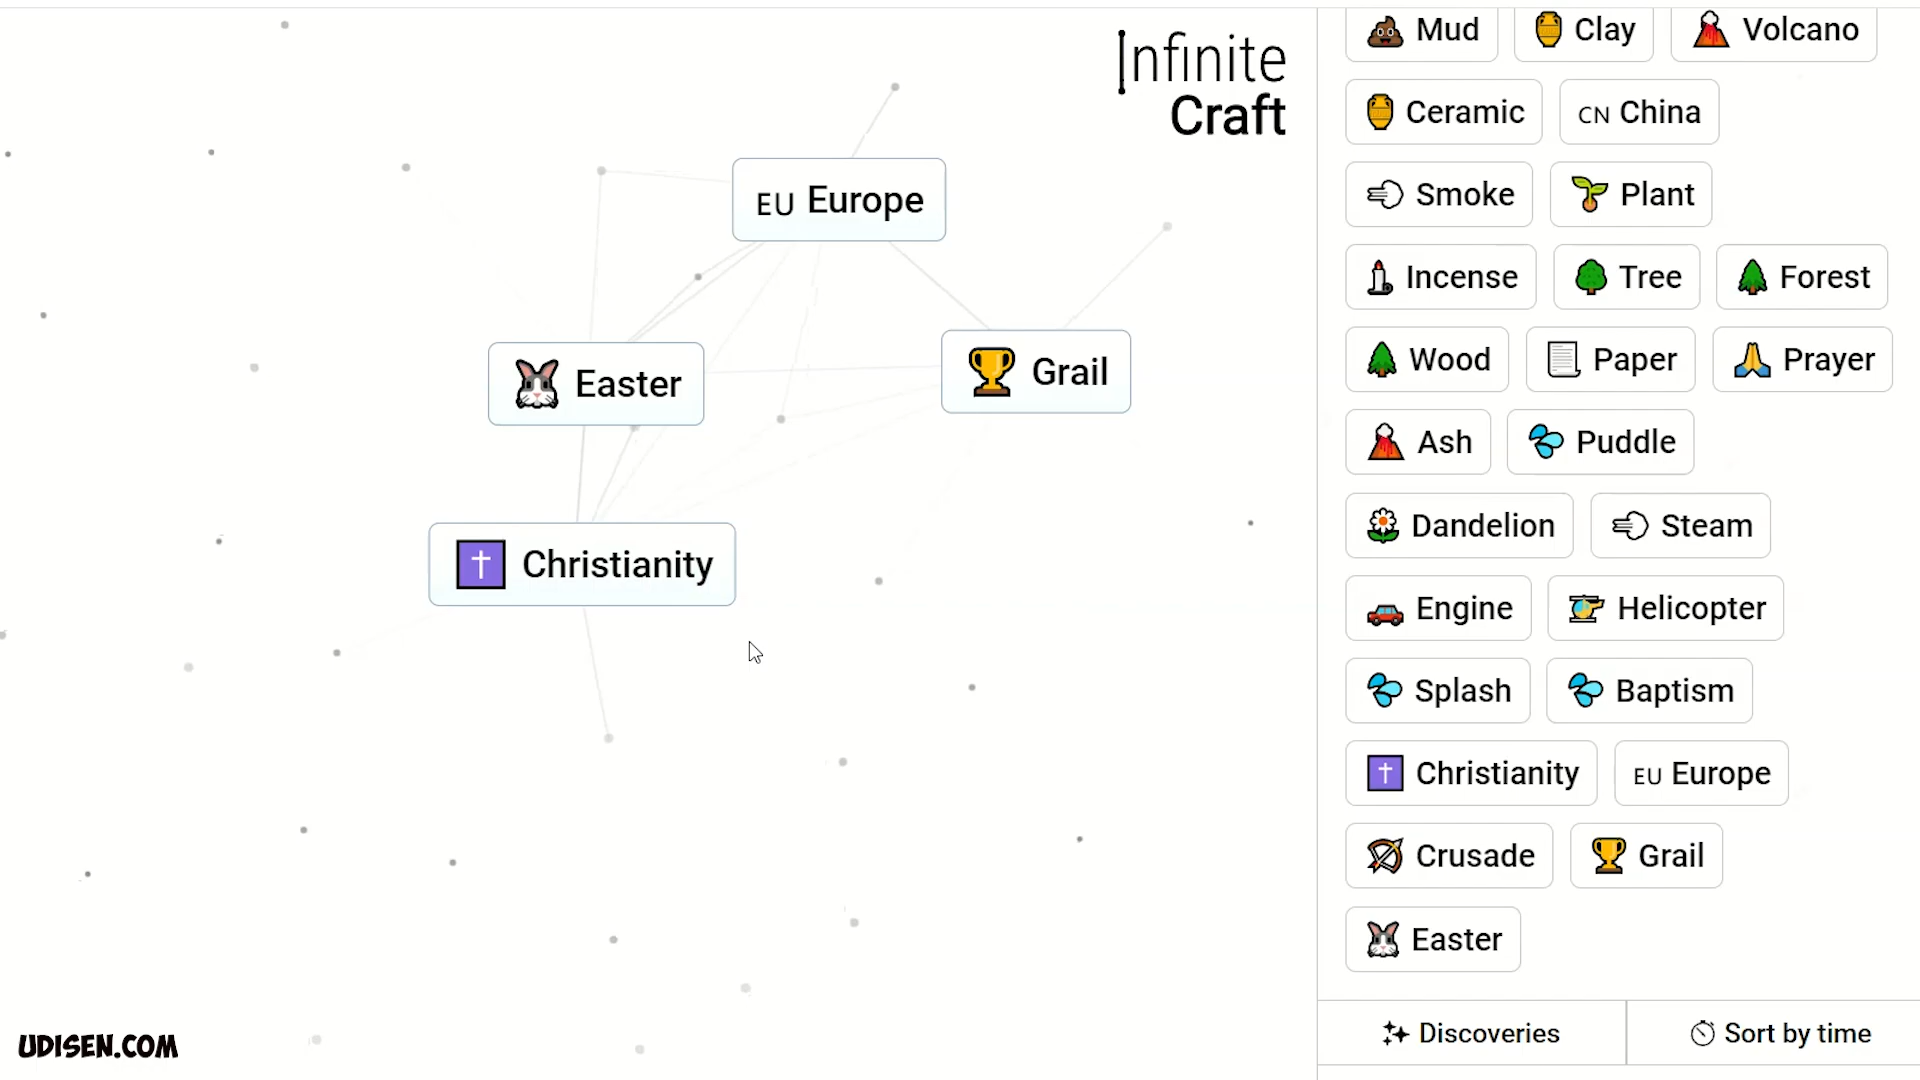 Infinite
Craft
EU Europe
Easter
Grail
Christianity
Mud Clay Volcano
Ceramic CN China
Smoke Plant
Incense Tree Forest
Wood Paper Prayer
Ash Puddle
Dandelion Steam
Engine Helicopter
Splash Baptism
Christianity EU Europe
Crusade Grail
Easter
Discoveries Sort by time
UDISEN.COM